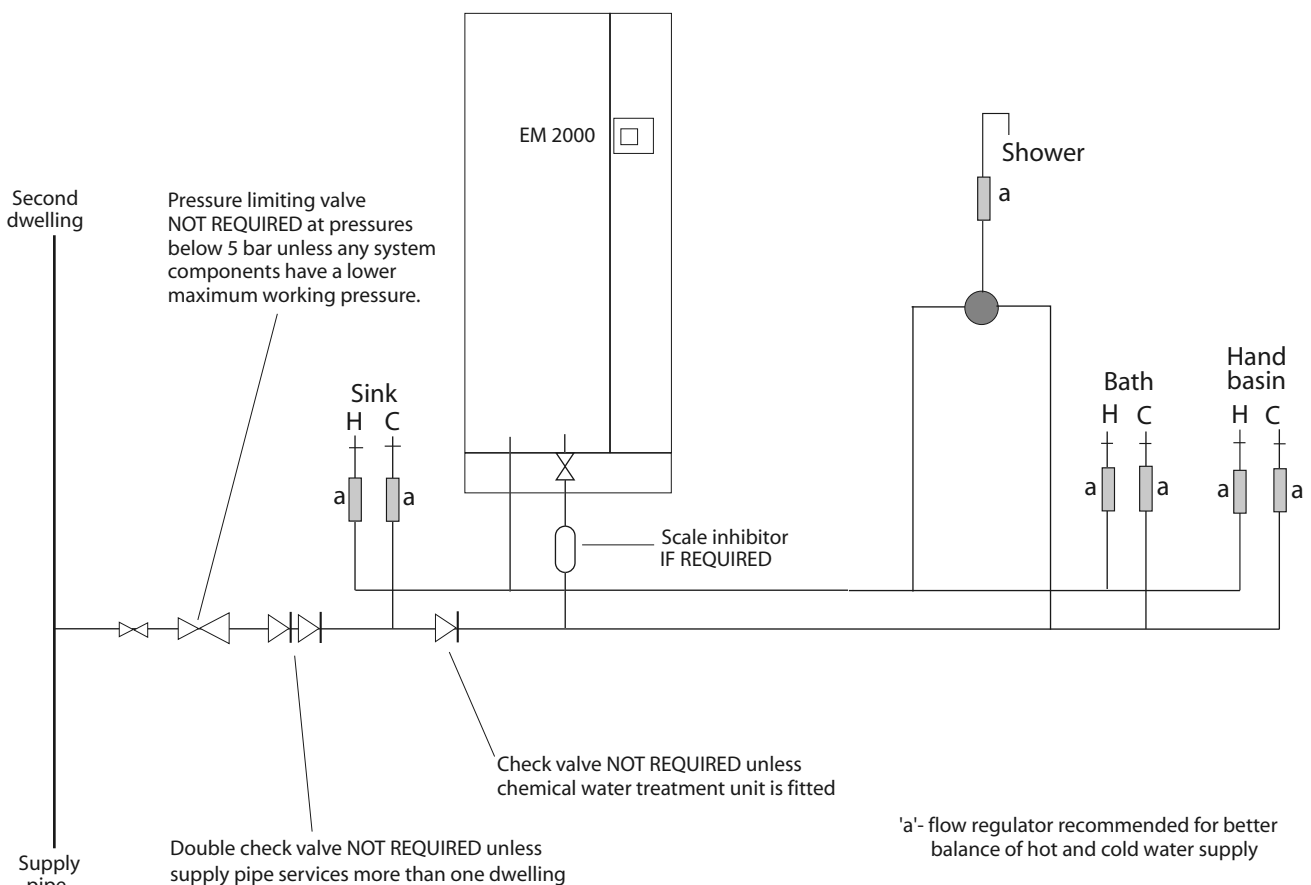 EM 2000
Shower
a
Second
dwelling
Pressure limiting valve
NOT REQUIRED at pressures
below 5 bar unless any system
components have a lower
maximum working pressure.
Sink
H C
a a
Bath
H C
a a
Hand
basin
H C
a a
Scale inhibitor
IF REQUIRED
Check valve NOT REQUIRED unless
chemical water treatment unit is fitted
'a'- flow regulator recommended for better
balance of hot and cold water supply
Double check valve NOT REQUIRED unless
supply pipe services more than one dwelling
Supply
pipe